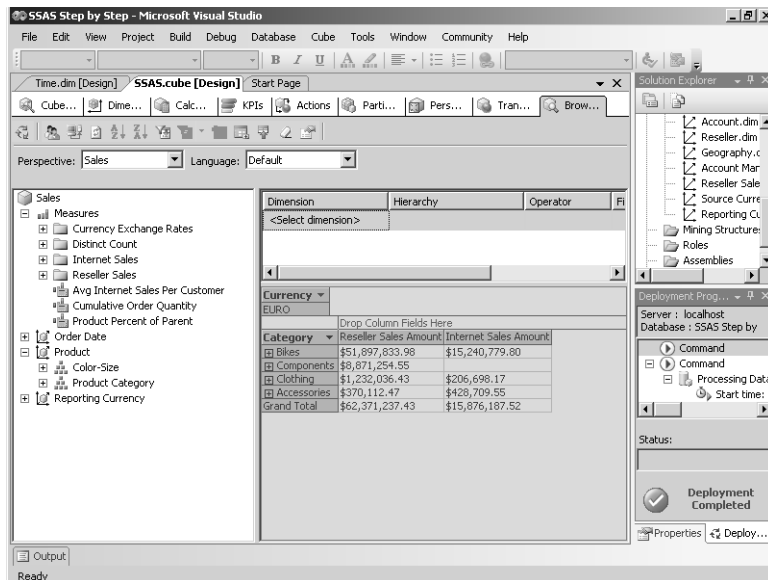 SSAS Step by Step - Microsoft Visual Studio
File Edit View Project Build Debug Database Cube Tools Window Community Help
B I U A
Time.dim [Design] SSAS.cube [Design] Start Page
Cube... Dime... Calc... KPIs Actions Parti... Pers... Tran... Brow...
Perspective: Sales Language: Default
Sales
Measures
Currency Exchange Rates
Distinct Count
Internet Sales
Reseller Sales
Avg Internet Sales Per Customer
Cumulative Order Quantity
Product Percent of Parent
Order Date
Product
Color-Size
Product Category
Reporting Currency
Dimension Hierarchy Operator Fi
<Select dimension>
Currency
EURO
Drop Column Fields Here
Category Reseller Sales Amount Internet Sales Amount
Bikes $51,897,833.98 $15,240,779.80
Components $8,871,254.55
Clothing $1,232,036.43 $206,698.17
Accessories $370,112.47 $428,709.55
Grand Total $62,371,237.43 $15,876,187.52
Solution Explorer
Account.dim
Reseller.dim
Geography.c
Account Mar
Reseller Sale
Source Curre
Reporting Cu
Mining Structure
Roles
Assemblies
Deployment Prog...
Server : localhost
Database : SSAS Step by
Command
Command
Processing Data
Start time:
Status:
Deployment
Completed
Properties Deploy...
Output
Ready